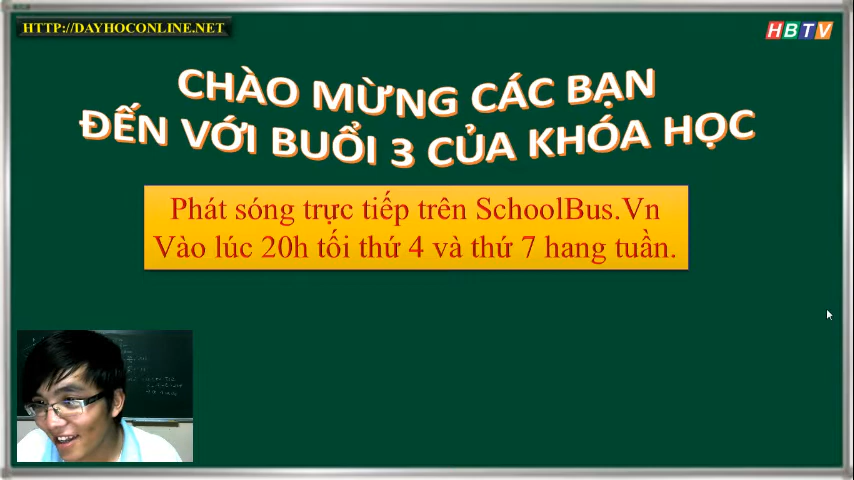 HTTP://DAYHOCONLINE.NET
HBTV
CHÀO MỪNG CÁC BẠN
ĐẾN VỚI BUỔI 3 CỦA KHÓA HỌC
Phát sóng trực tiếp trên SchoolBus.Vn
Vào lúc 20h tối thứ 4 và thứ 7 hang tuần.